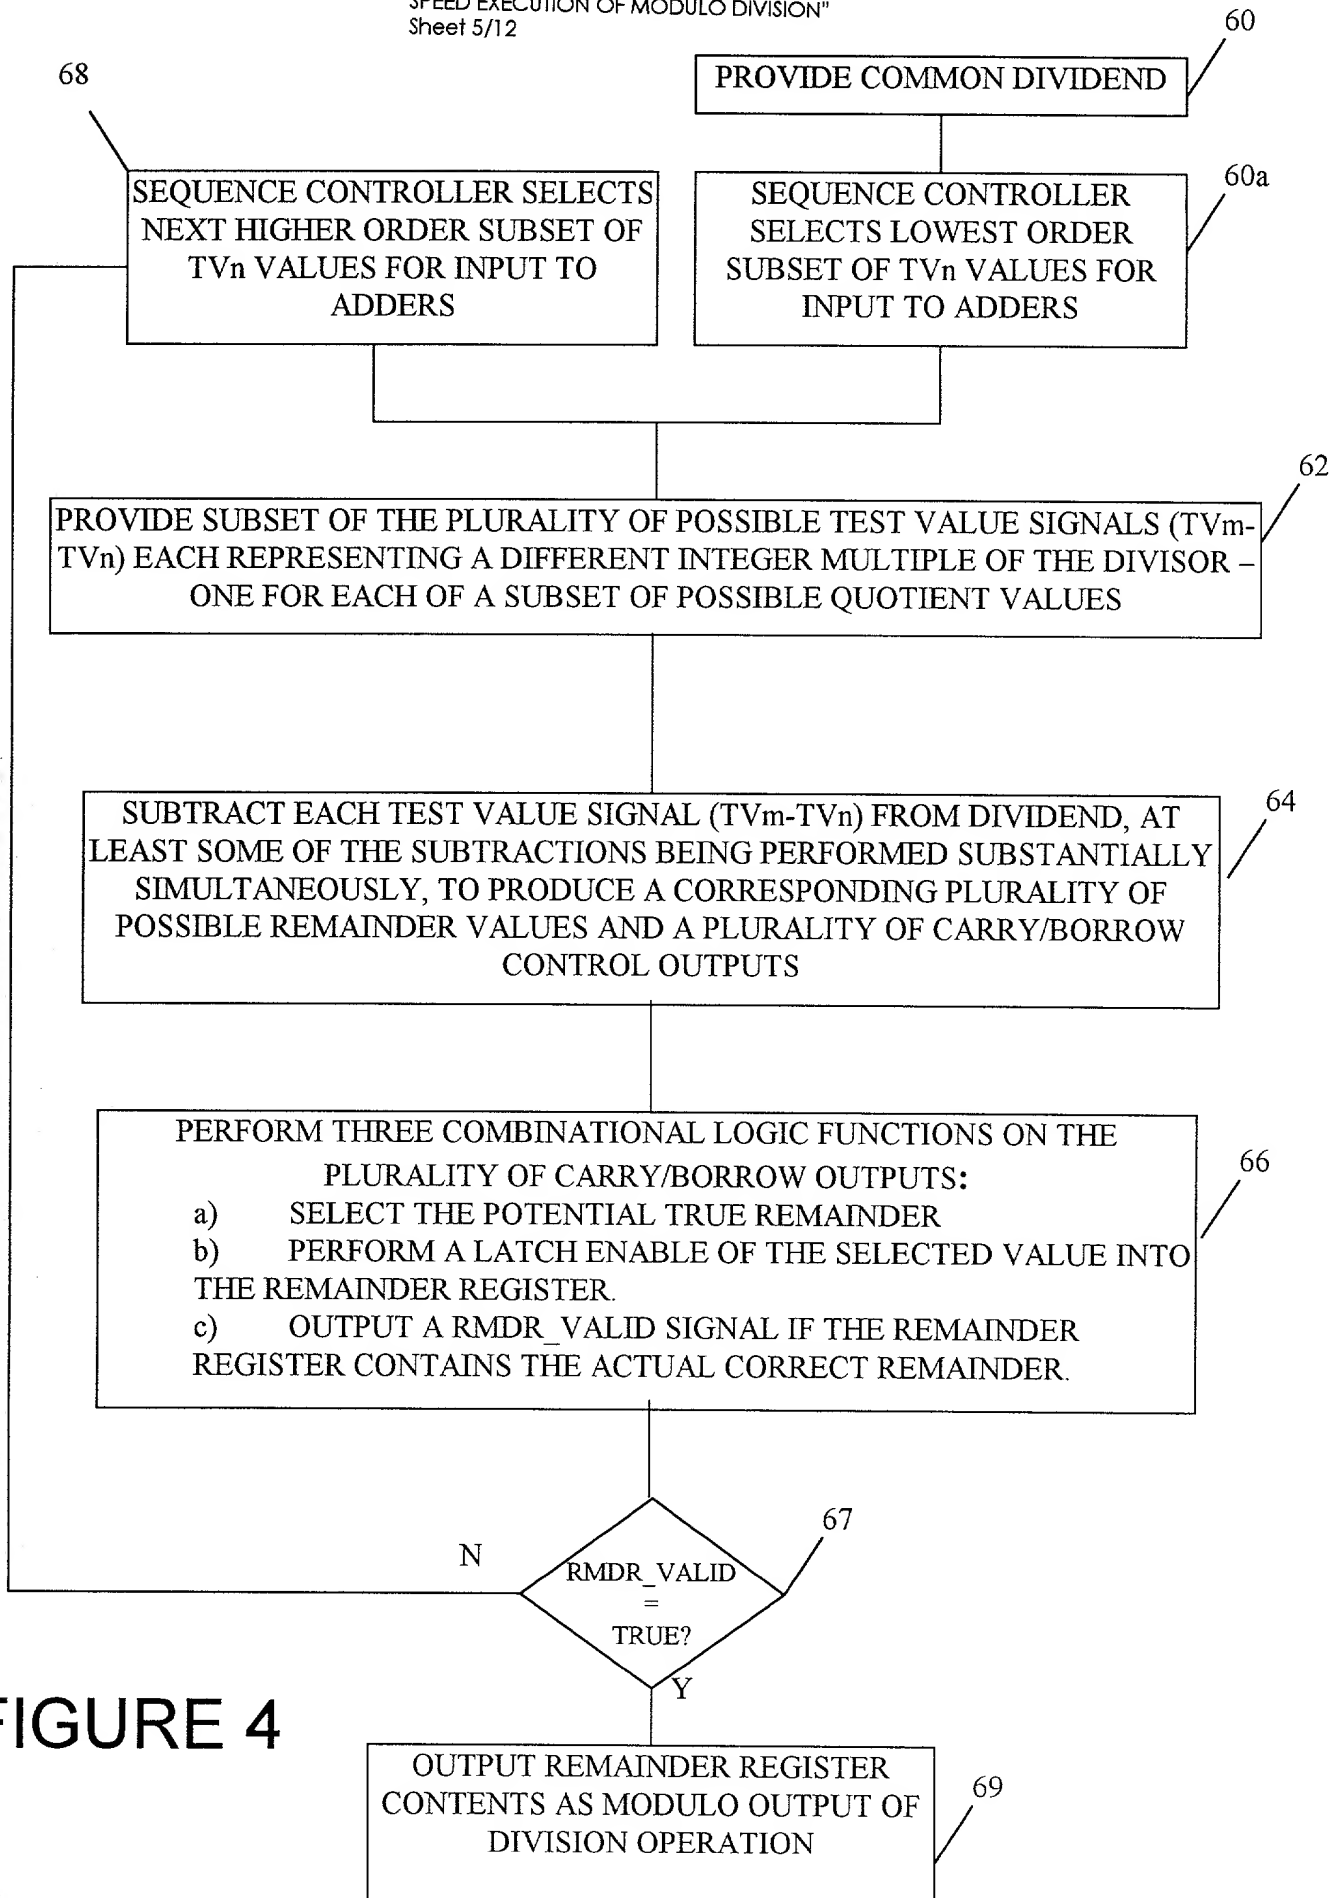 SPEED EXECUTION OF MODULO DIVISION"
Sheet 5/12
60
PROVIDE COMMON DIVIDEND
68
SEQUENCE CONTROLLER SELECTS
NEXT HIGHER ORDER SUBSET OF
TVn VALUES FOR INPUT TO
ADDERS
60a
SEQUENCE CONTROLLER
SELECTS LOWEST ORDER
SUBSET OF TVn VALUES FOR
INPUT TO ADDERS
62
PROVIDE SUBSET OF THE PLURALITY OF POSSIBLE TEST VALUE SIGNALS (TVm-
TVn) EACH REPRESENTING A DIFFERENT INTEGER MULTIPLE OF THE DIVISOR –
ONE FOR EACH OF A SUBSET OF POSSIBLE QUOTIENT VALUES
64
SUBTRACT EACH TEST VALUE SIGNAL (TVm-TVn) FROM DIVIDEND, AT
LEAST SOME OF THE SUBTRACTIONS BEING PERFORMED SUBSTANTIALLY
SIMULTANEOUSLY, TO PRODUCE A CORRESPONDING PLURALITY OF
POSSIBLE REMAINDER VALUES AND A PLURALITY OF CARRY/BORROW
CONTROL OUTPUTS
66
PERFORM THREE COMBINATIONAL LOGIC FUNCTIONS ON THE
PLURALITY OF CARRY/BORROW OUTPUTS:
a) SELECT THE POTENTIAL TRUE REMAINDER
b) PERFORM A LATCH ENABLE OF THE SELECTED VALUE INTO
THE REMAINDER REGISTER.
c) OUTPUT A RMDR_VALID SIGNAL IF THE REMAINDER
REGISTER CONTAINS THE ACTUAL CORRECT REMAINDER.
67
N
RMDR_VALID
=
TRUE?
Y
FIGURE 4
69
OUTPUT REMAINDER REGISTER
CONTENTS AS MODULO OUTPUT OF
DIVISION OPERATION